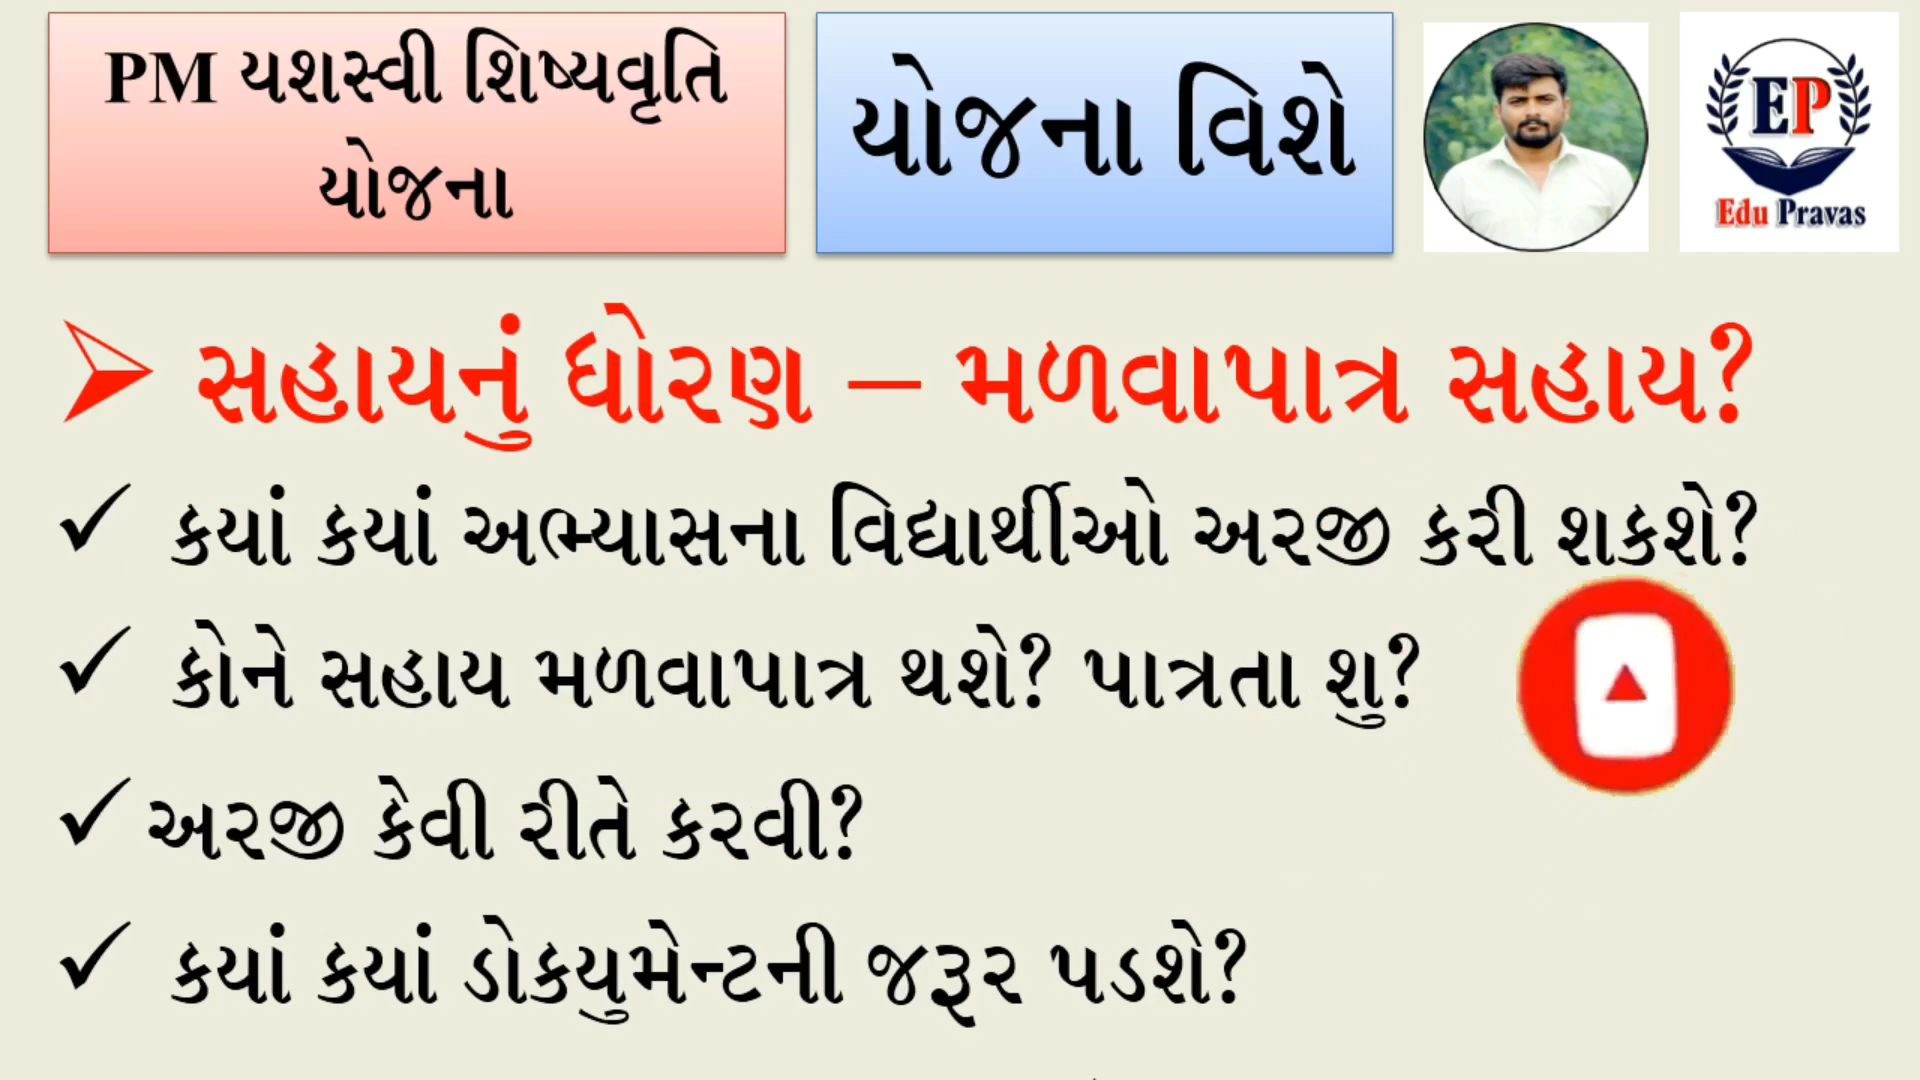 PM યશસ્વી શિષ્યવૃતિ
યોજના
યોજના વિશે
EP
Edu Pravas
સહાયનું ધોરણ – મળવાપાત્ર સહાય?
કયાં કયાં અભ્યાસના વિદ્યાર્થીઓ અરજી કરી શકશે?
કોને સહાય મળવાપાત્ર થશે? પાત્રતા શુ?
અરજી કેવી રીતે કરવી?
કયાં કયાં ડોકયુમેન્ટની જરૂર પડશે?